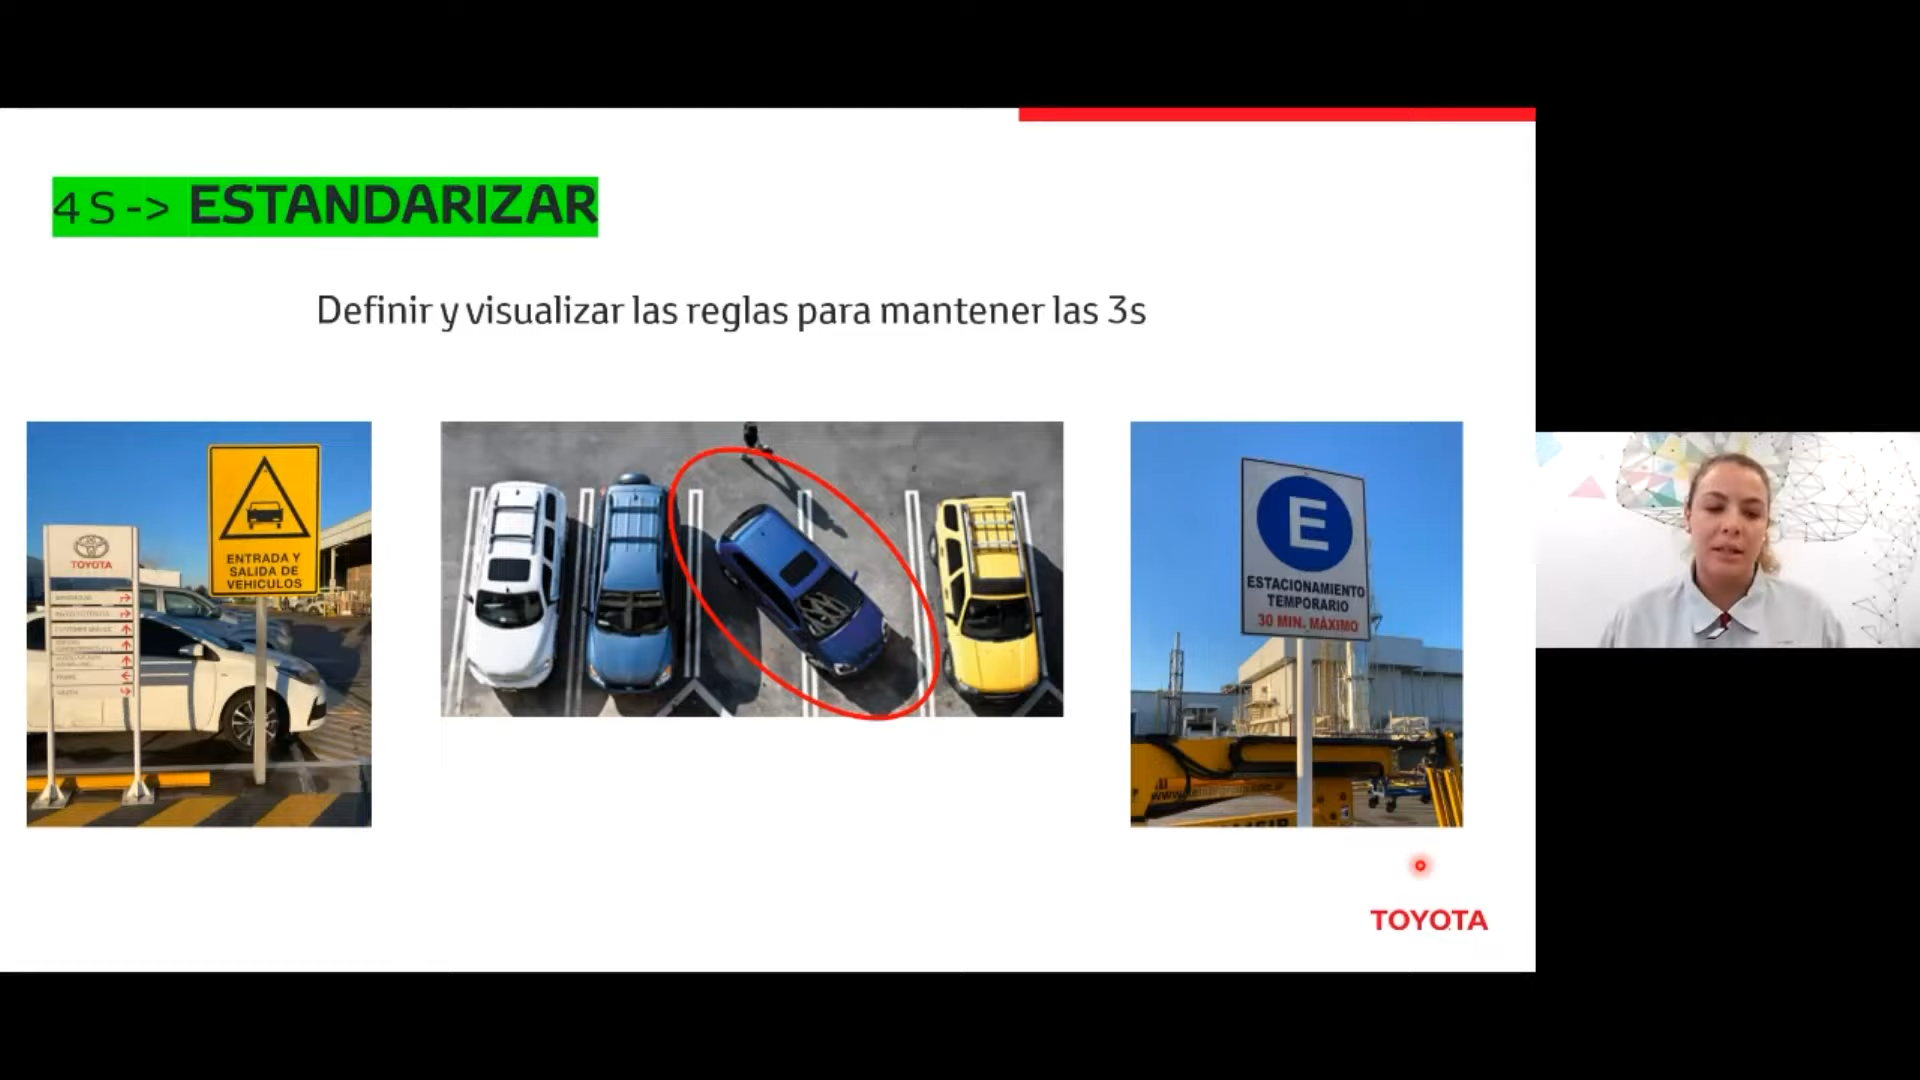 4 S -> ESTANDARIZAR
Definir y visualizar las reglas para mantener las 3s
TOYOTA
ENTRADA Y
SALIDA DE
VEHICULOS
E
ESTACIONAMIENTO
TEMPORARIO
30 MIN. MÁXIMO
TOYOTA